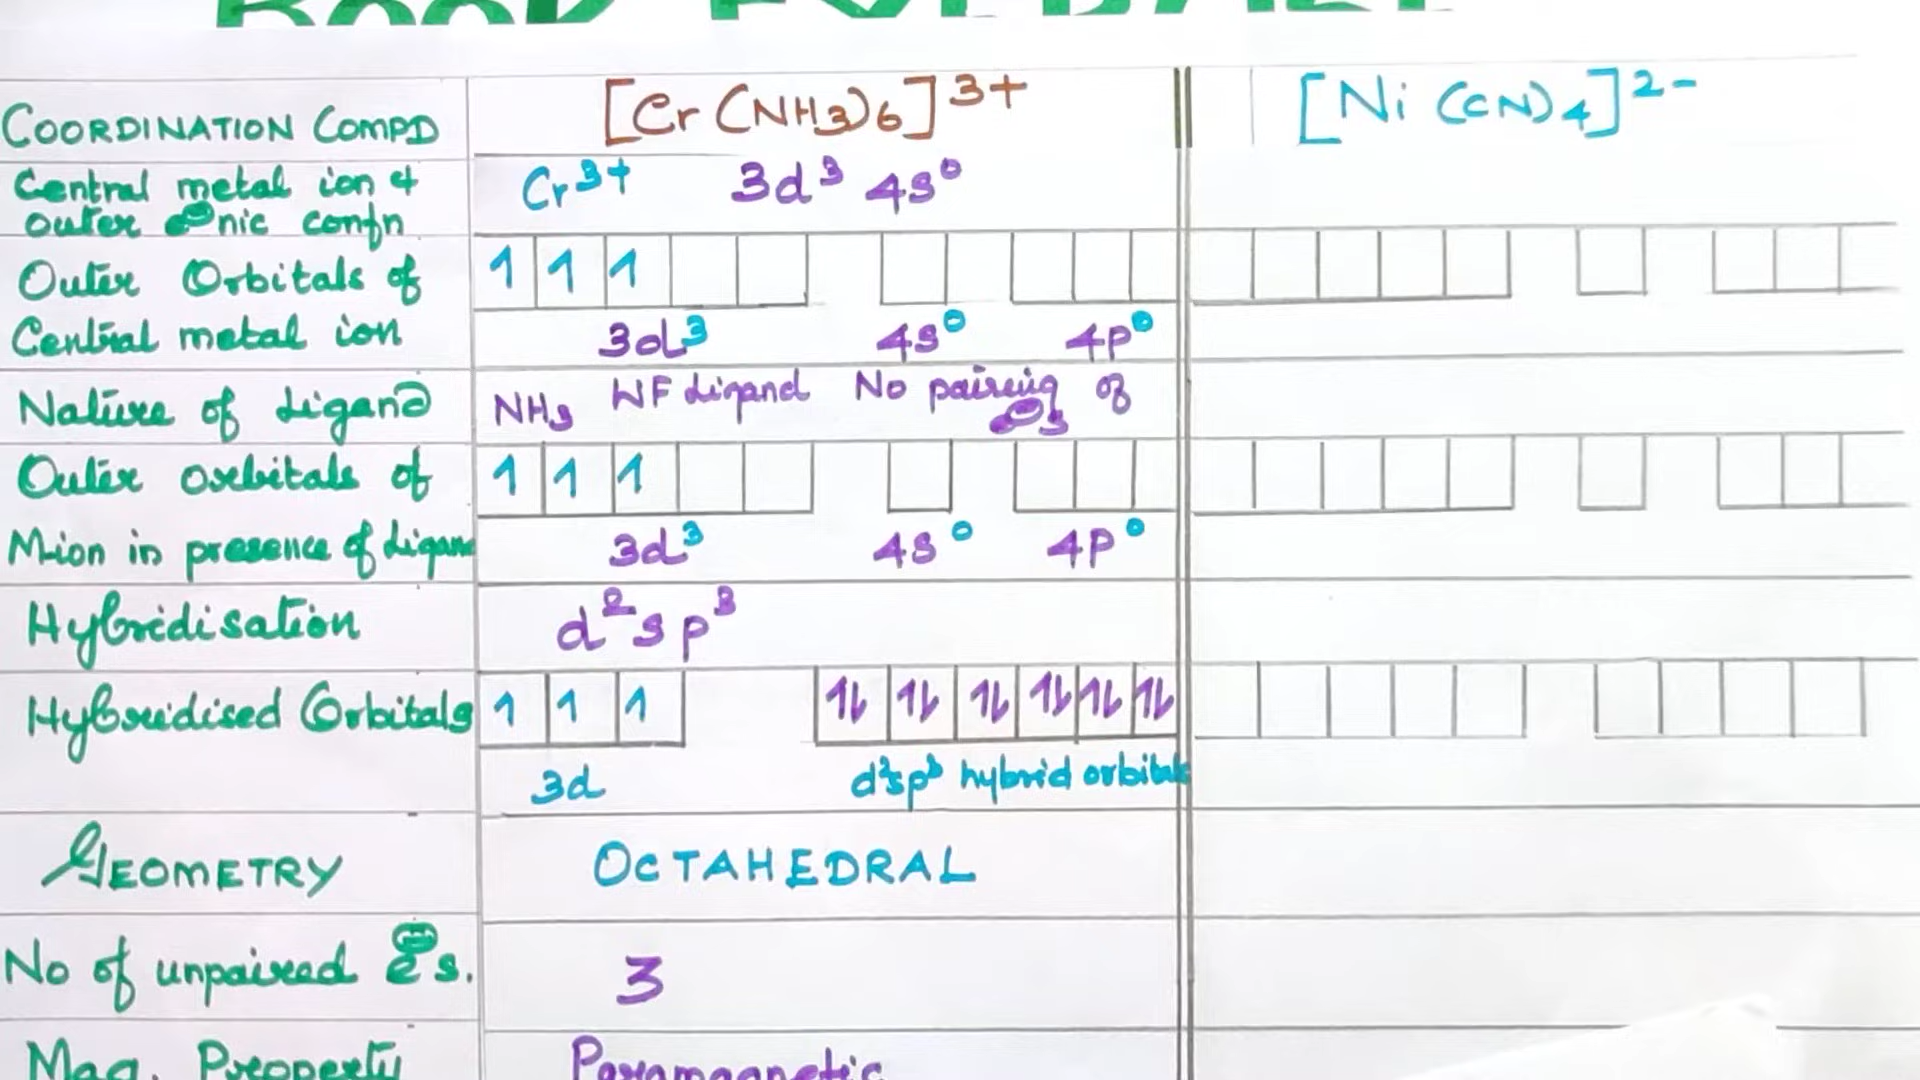 COORDINATION COMPD [Cr(NH3)6]3+ [Ni(CN)4]2-
Central metal ion & Cr3+ 3d3 4s0
outer nic confn
Outer Orbitals of 1 1 1
Central metal ion 3d3 4s0 4p0
Nature of Ligand NH3 WF Ligand No pairing of
Outer orbitals of 1 1 1
M-ion in presence of Ligand 3d3 4s0 4p0
Hybridisation d2sp3
Hybridised Orbitals 1 1 1 1L 1L 1L 1L 1L 1L
3d d2sp3 hybrid orbitals
GEOMETRY OCTAHEDRAL
No of unpaired es. 3
Mag. Property Paramagnetic